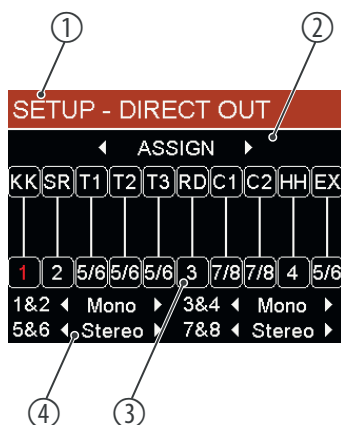 ① ②
SETUP - DIRECT OUT
ASSIGN
KK SR T1 T2 T3 RD C1 C2 HH EX
1 2 5/6 5/6 5/6 3 7/8 7/8 4 5/6
1&2 Mono 3&4 Mono
5&6 Stereo 7&8 Stereo
④ ③